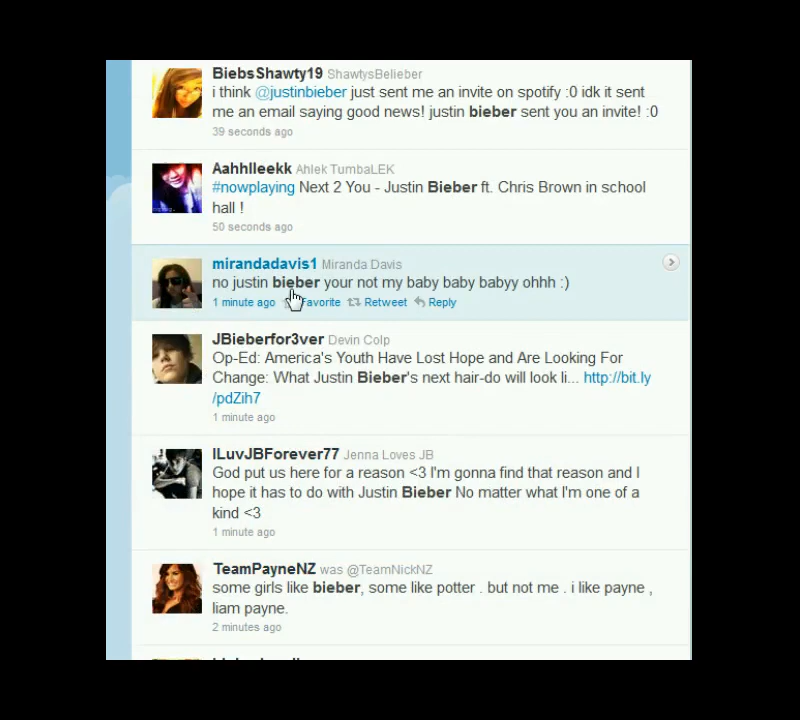 BiebsShawty19 ShawtysBelieber
i think @justinbieber just sent me an invite on spotify :0 idk it sent
me an email saying good news! justin bieber sent you an invite! :0
39 seconds ago
Aahhlleekk Ahlek TumbaLEK
#nowplaying Next 2 You - Justin Bieber ft. Chris Brown in school
hall !
50 seconds ago
mirandadavis1 Miranda Davis
no justin bieber your not my baby baby babyy ohhh :)
1 minute ago Favorite Retweet Reply
JBieberfor3ver Devin Colp
Op-Ed: America's Youth Have Lost Hope and Are Looking For
Change: What Justin Bieber's next hair-do will look li... http://bit.ly
/pdZih7
1 minute ago
ILuvJBForever77 Jenna Loves JB
God put us here for a reason <3 I'm gonna find that reason and I
hope it has to do with Justin Bieber No matter what I'm one of a
kind <3
1 minute ago
TeamPayneNZ was @TeamNickNZ
some girls like bieber, some like potter . but not me . i like payne ,
liam payne.
2 minutes ago